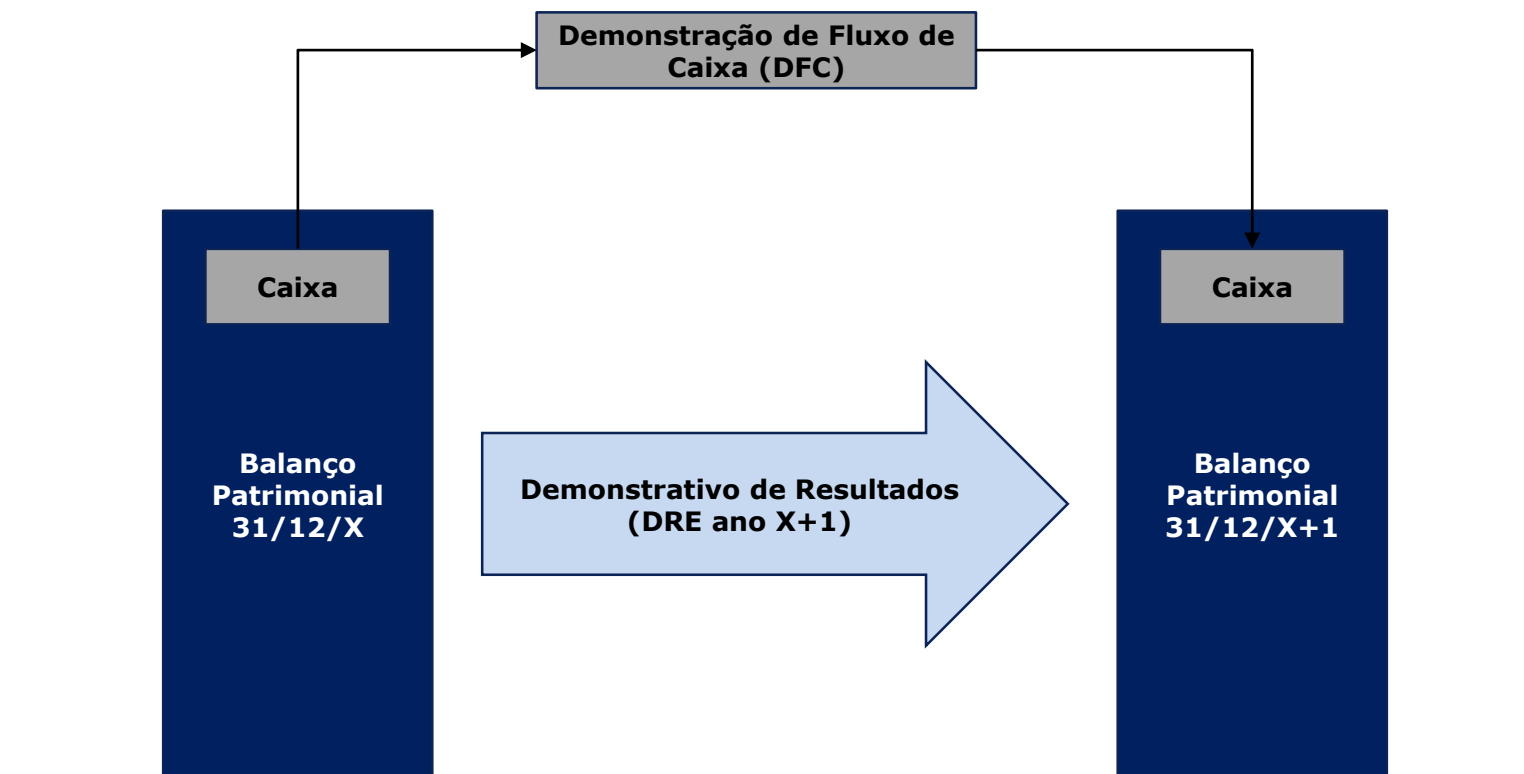 Demonstração de Fluxo de
Caixa (DFC)
Caixa
Caixa
Balanço
Patrimonial
31/12/X
Demonstrativo de Resultados
(DRE ano X+1)
Balanço
Patrimonial
31/12/X+1